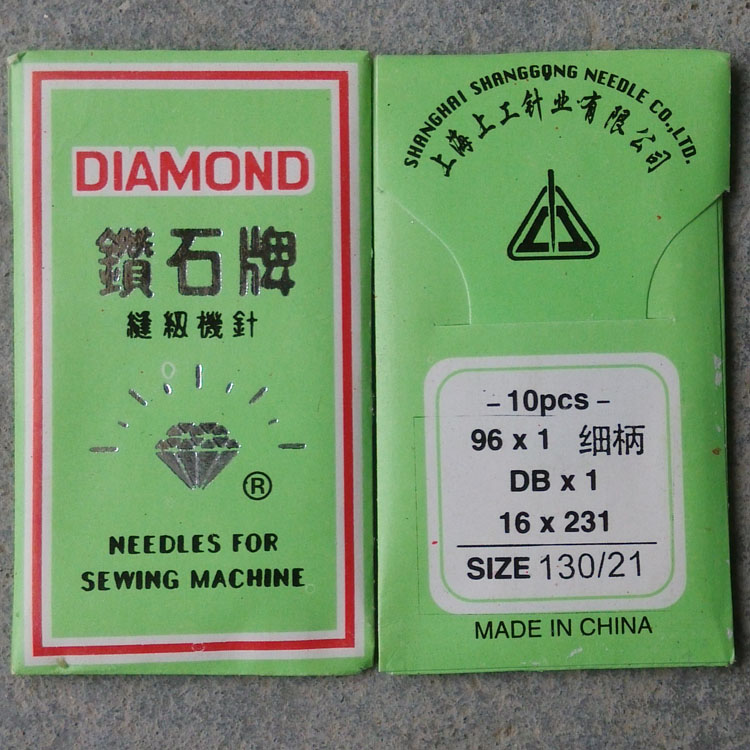 DIAMOND
鑽石牌
縫級機針
®
NEEDLES FOR
SEWING MACHINE
SHANGHAI SHANGGONG NEEDLE CO.,LTD.
上海上工针业有限公司
- 10pcs -
96 x 1 细柄
DB x 1
16 x 231
SIZE 130/21
MADE IN CHINA